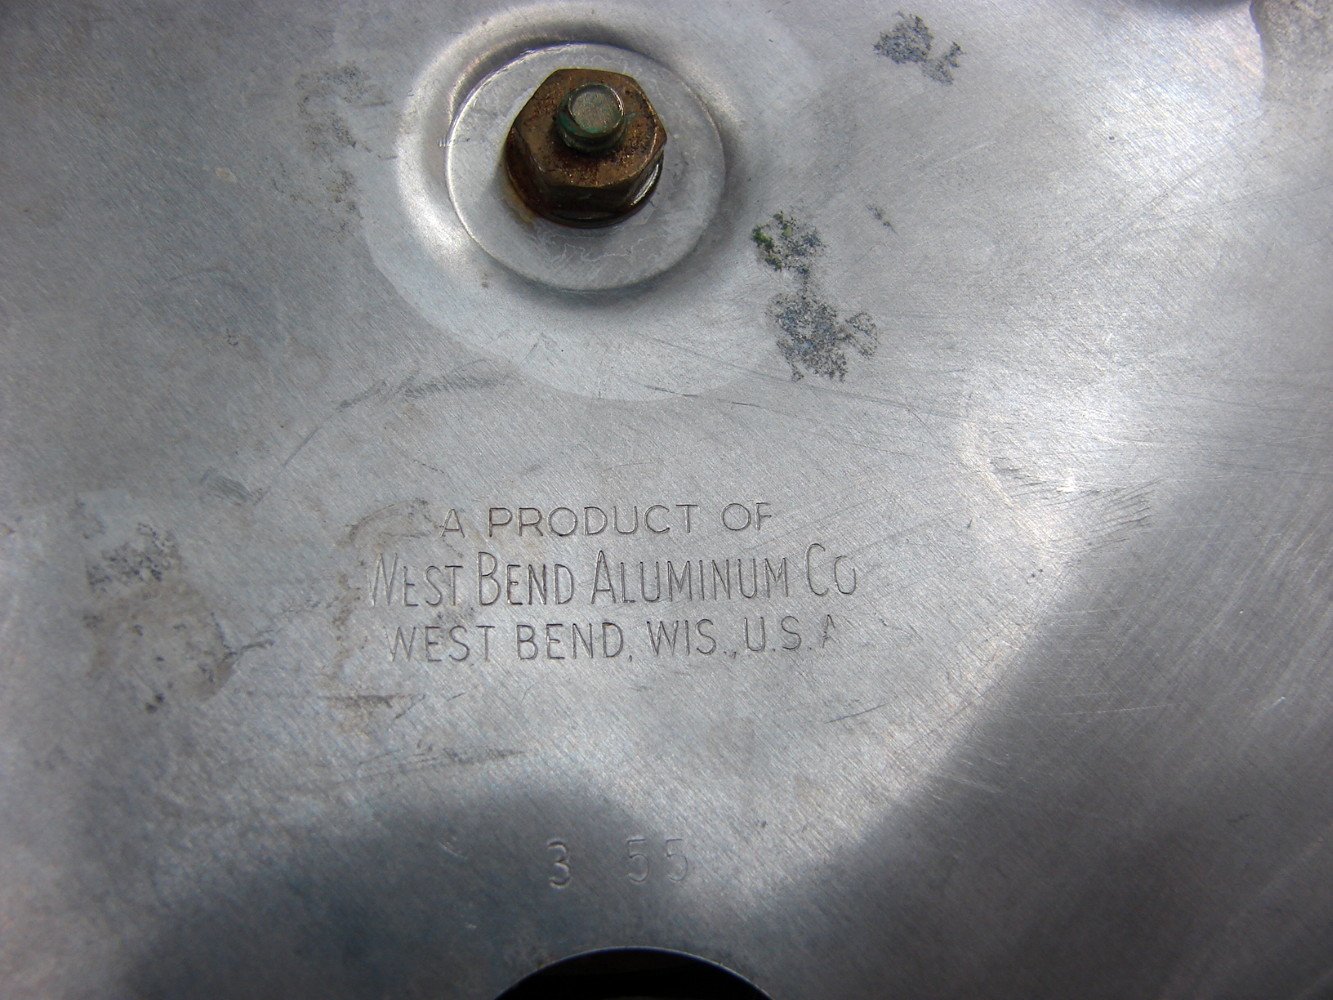 A PRODUCT OF
WEST BEND ALUMINUM CO
WEST BEND, WIS., U.S.A
3 55